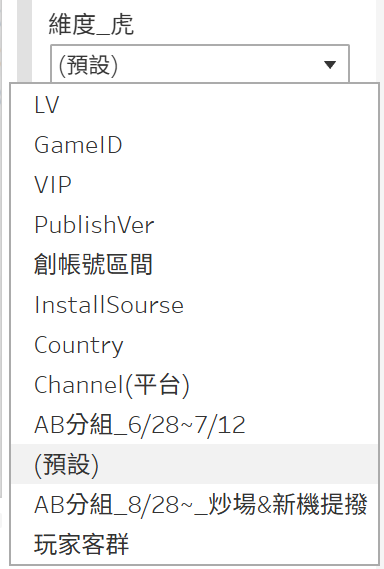 維度_虎
(預設)
LV
GameID
VIP
PublishVer
創帳號區間
InstallSourse
Country
Channel(平台)
AB分組_6/28~7/12
(預設)
AB分組_8/28~_炒場&新機提撥
玩家客群